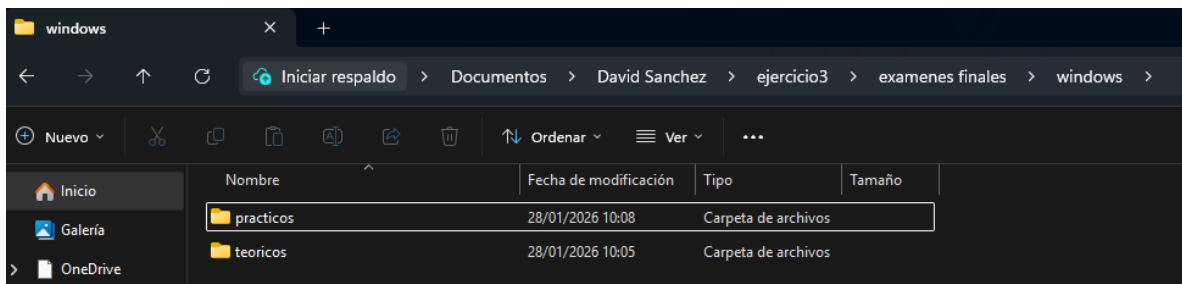 windows
Iniciar respaldo > Documentos > David Sanchez > ejercicio3 > examenes finales > windows >
Nuevo Ordenar Ver
Inicio
Galería
OneDrive
Nombre Fecha de modificación Tipo Tamaño
practicos 28/01/2026 10:08 Carpeta de archivos
teoricos 28/01/2026 10:05 Carpeta de archivos